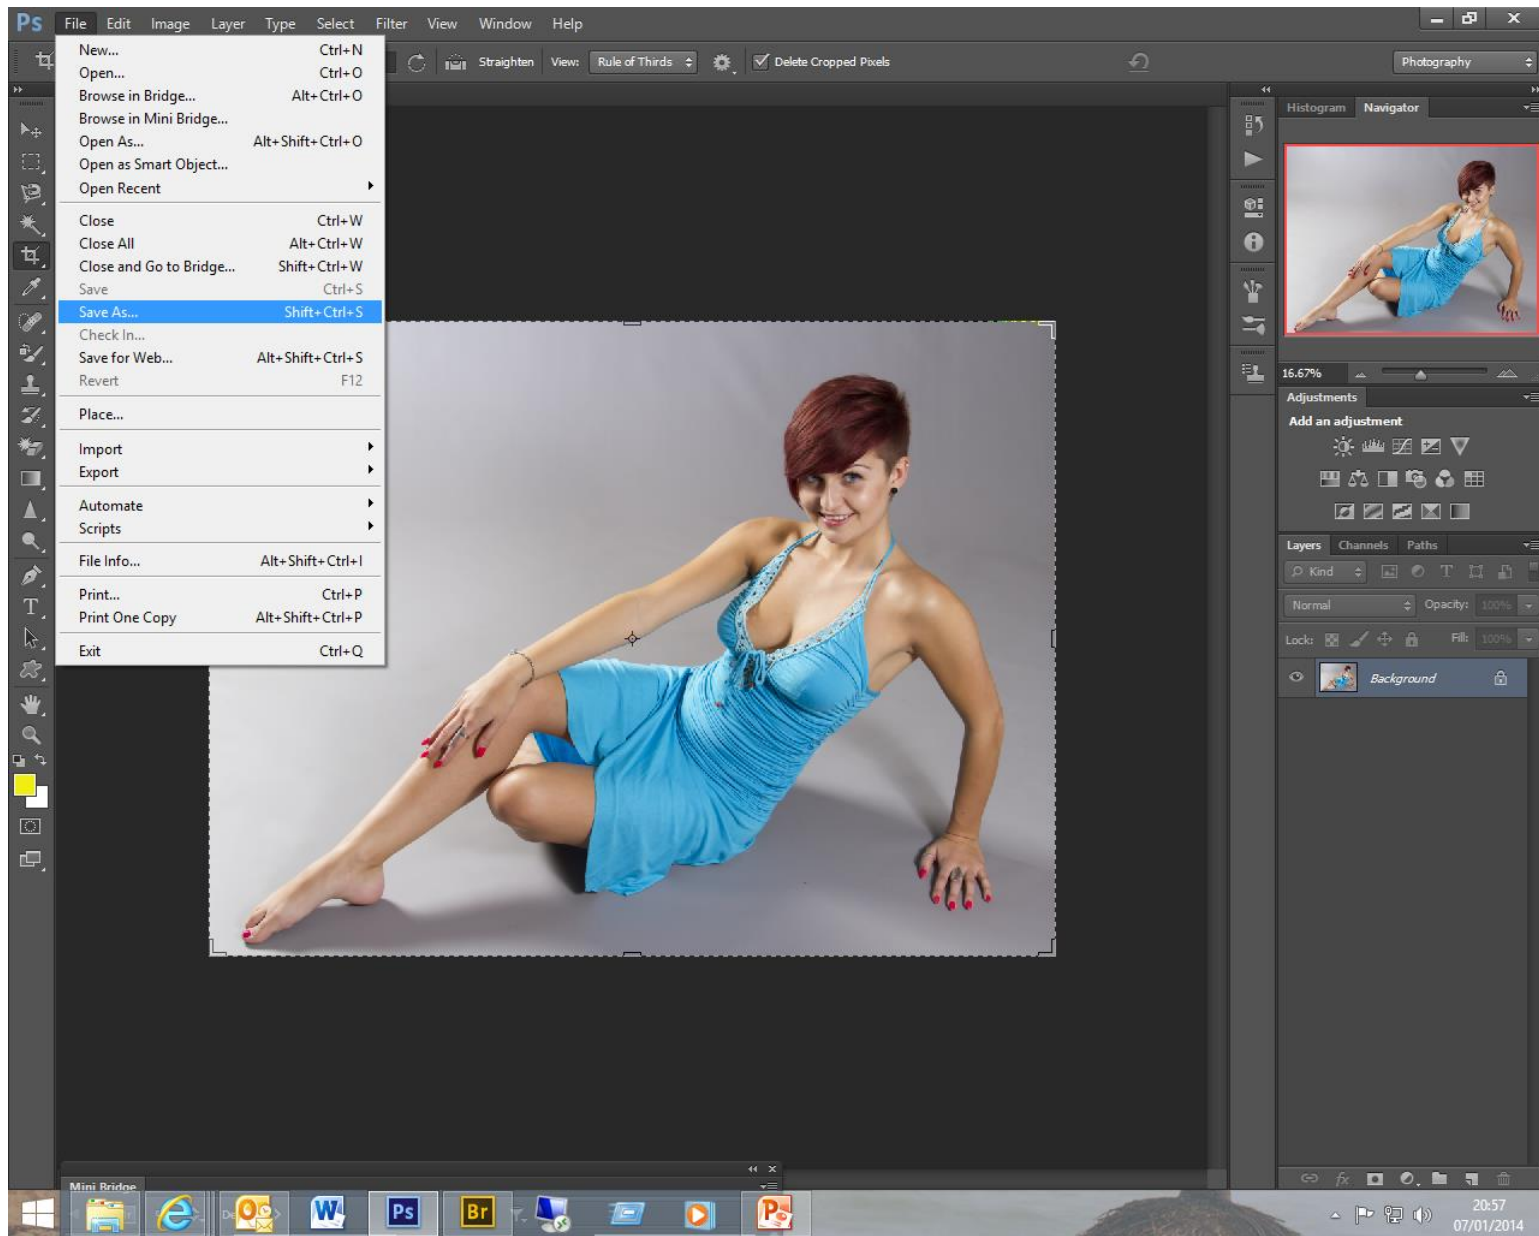 Ps File Edit Image Layer Type Select Filter View Window Help
Straighten View: Rule of Thirds Delete Cropped Pixels Photography
New... Ctrl+N
Open... Ctrl+O
Browse in Bridge... Alt+Ctrl+O
Browse in Mini Bridge...
Open As... Alt+Shift+Ctrl+O
Open as Smart Object...
Open Recent
Close Ctrl+W
Close All Alt+Ctrl+W
Close and Go to Bridge... Shift+Ctrl+W
Save Ctrl+S
Save As... Shift+Ctrl+S
Check In...
Save for Web... Alt+Shift+Ctrl+S
Revert F12
Place...
Import
Export
Automate
Scripts
File Info... Alt+Shift+Ctrl+I
Print... Ctrl+P
Print One Copy Alt+Shift+Ctrl+P
Exit Ctrl+Q
Histogram Navigator
16.67%
Adjustments
Add an adjustment
Layers Channels Paths
Kind
Normal Opacity: 100%
Lock: Fill: 100%
Background
Mini Bridge
Ps Br
20:57
07/01/2014